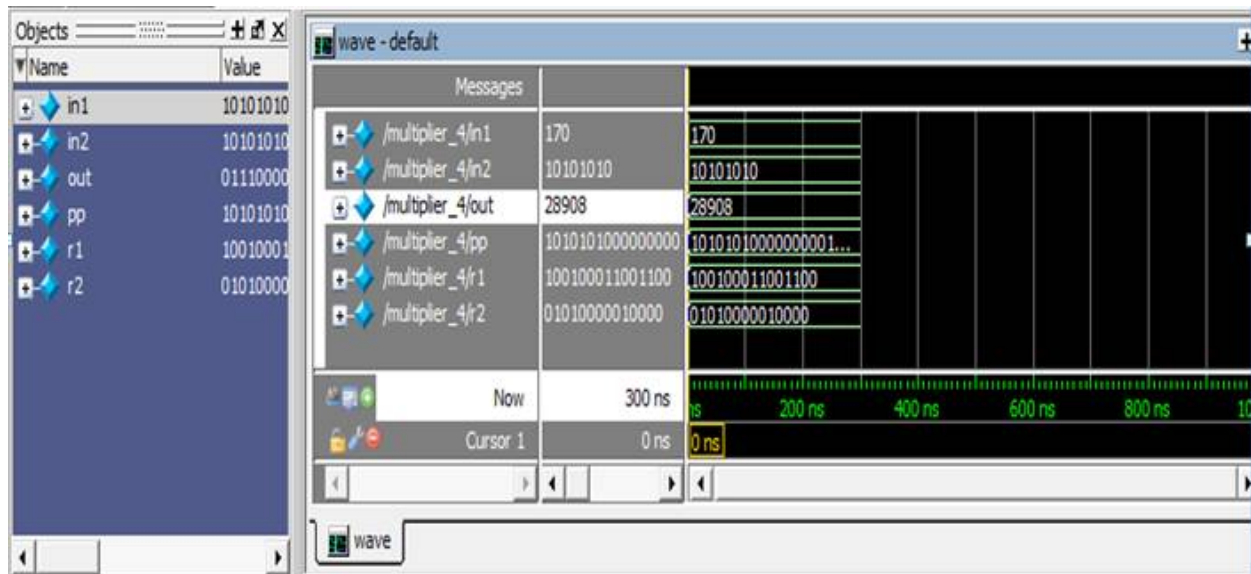 Objects
Name Value
in1 10101010
in2 10101010
out 01110000
pp 10101010
r1 10010001
r2 01010000
wave - default
Messages
/multiplier_4/in1 170 170
/multiplier_4/in2 10101010 10101010
/multiplier_4/out 28908 28908
/multiplier_4/pp 1010101000000000 10101010000000001...
/multiplier_4/r1 100100011001100 100100011001100
/multiplier_4/r2 01010000010000 01010000010000
Now 300 ns ns 200 ns 400 ns 600 ns 800 ns 10
Cursor 1 0 ns 0 ns
wave